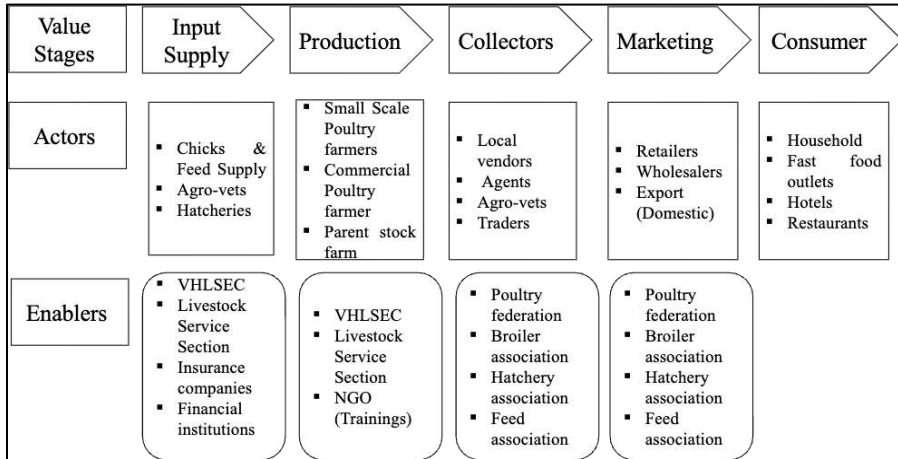 Value
Stages
Input
Supply
Production
Collectors
Marketing
Consumer
Actors
▪ Chicks &
Feed Supply
▪ Agro-vets
▪ Hatcheries
▪ Small Scale
Poultry
farmers
▪ Commercial
Poultry
farmer
▪ Parent stock
farm
▪ Local
vendors
▪ Agents
▪ Agro-vets
▪ Traders
▪ Retailers
▪ Wholesalers
▪ Export
(Domestic)
▪ Household
▪ Fast food
outlets
▪ Hotels
▪ Restaurants
Enablers
▪ VHLSEC
▪ Livestock
Service
Section
▪ Insurance
companies
▪ Financial
institutions
▪ VHLSEC
▪ Livestock
Service
Section
▪ NGO
(Trainings)
▪ Poultry
federation
▪ Broiler
association
▪ Hatchery
association
▪ Feed
association
▪ Poultry
federation
▪ Broiler
association
▪ Hatchery
association
▪ Feed
association